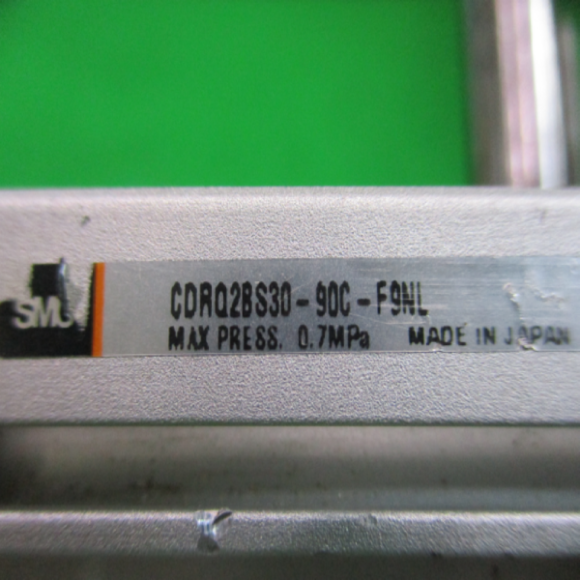 SMC
CDRQ2BS30-90C-F9NL
MAX PRESS. 0.7MPa MADE IN JAPAN